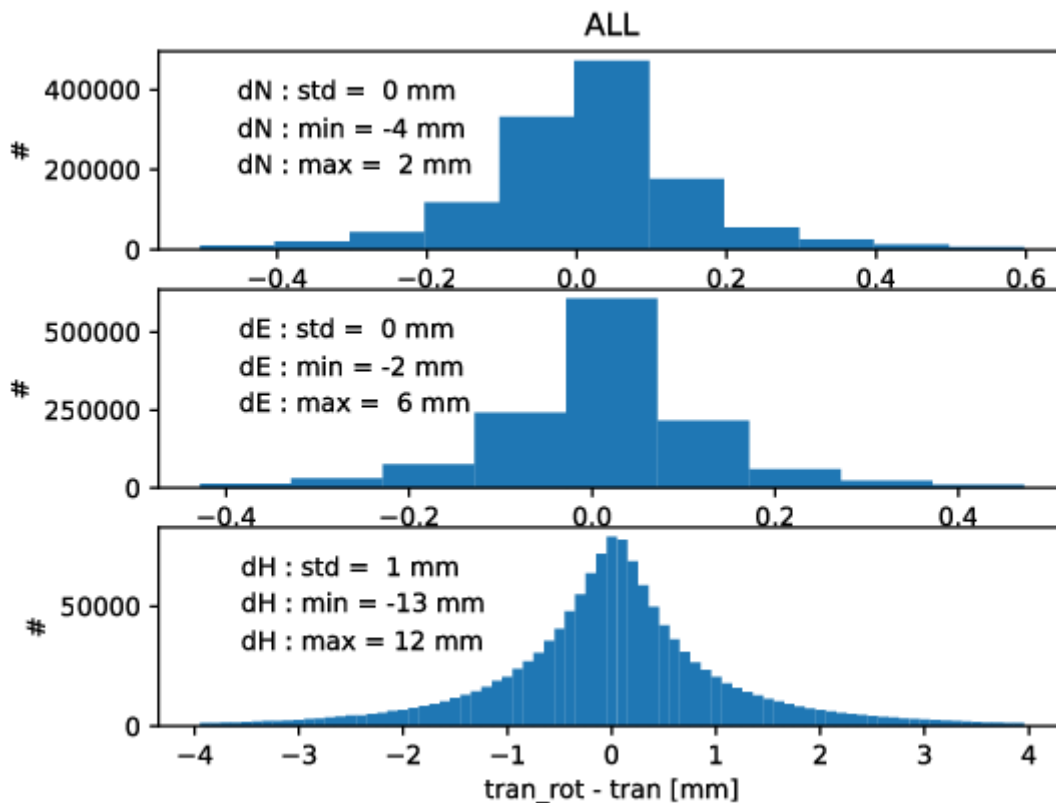 ALL
400000
200000
0
#
dN : std = 0 mm
dN : min = -4 mm
dN : max = 2 mm
−0.4 −0.2 0.0 0.2 0.4 0.6
500000
250000
0
#
dE : std = 0 mm
dE : min = -2 mm
dE : max = 6 mm
−0.4 −0.2 0.0 0.2 0.4
50000
0
#
dH : std = 1 mm
dH : min = -13 mm
dH : max = 12 mm
−4 −3 −2 −1 0 1 2 3 4
tran_rot - tran [mm]